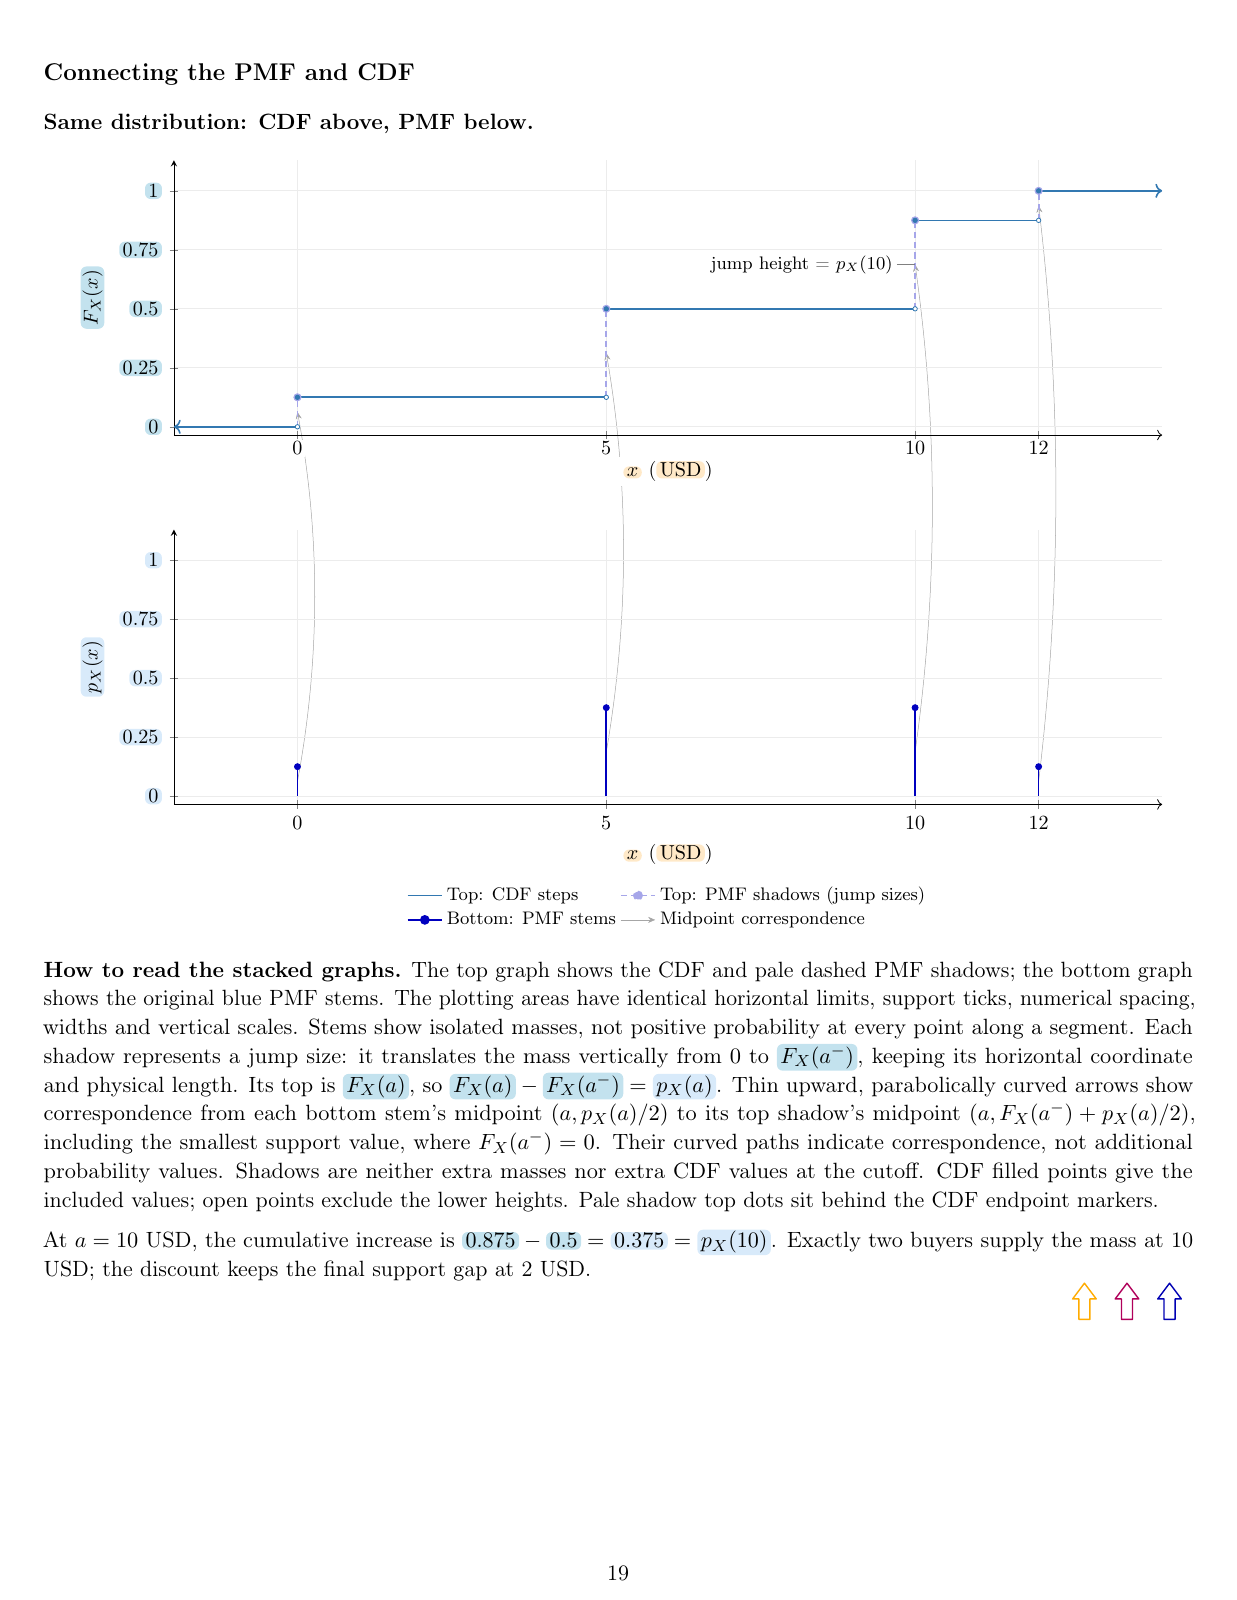 Connecting the PMF and CDF
Same distribution: CDF above, PMF below.
1
0.75
0.5
0.25
0
F_X(x)
jump height = p_X(10)
0 5 10 12
x (USD)
1
0.75
0.5
0.25
0
p_X(x)
0 5 10 12
x (USD)
Top: CDF steps Top: PMF shadows (jump sizes)
Bottom: PMF stems Midpoint correspondence
How to read the stacked graphs. The top graph shows the CDF and pale dashed PMF shadows; the bottom graph
shows the original blue PMF stems. The plotting areas have identical horizontal limits, support ticks, numerical spacing,
widths and vertical scales. Stems show isolated masses, not positive probability at every point along a segment. Each
shadow represents a jump size: it translates the mass vertically from 0 to F_X(a⁻), keeping its horizontal coordinate
and physical length. Its top is F_X(a), so F_X(a) − F_X(a⁻) = p_X(a). Thin upward, parabolically curved arrows show
correspondence from each bottom stem's midpoint (a, p_X(a)/2) to its top shadow's midpoint (a, F_X(a⁻) + p_X(a)/2),
including the smallest support value, where F_X(a⁻) = 0. Their curved paths indicate correspondence, not additional
probability values. Shadows are neither extra masses nor extra CDF values at the cutoff. CDF filled points give the
included values; open points exclude the lower heights. Pale shadow top dots sit behind the CDF endpoint markers.
At a = 10 USD, the cumulative increase is 0.875 − 0.5 = 0.375 = p_X(10). Exactly two buyers supply the mass at 10
USD; the discount keeps the final support gap at 2 USD.
19